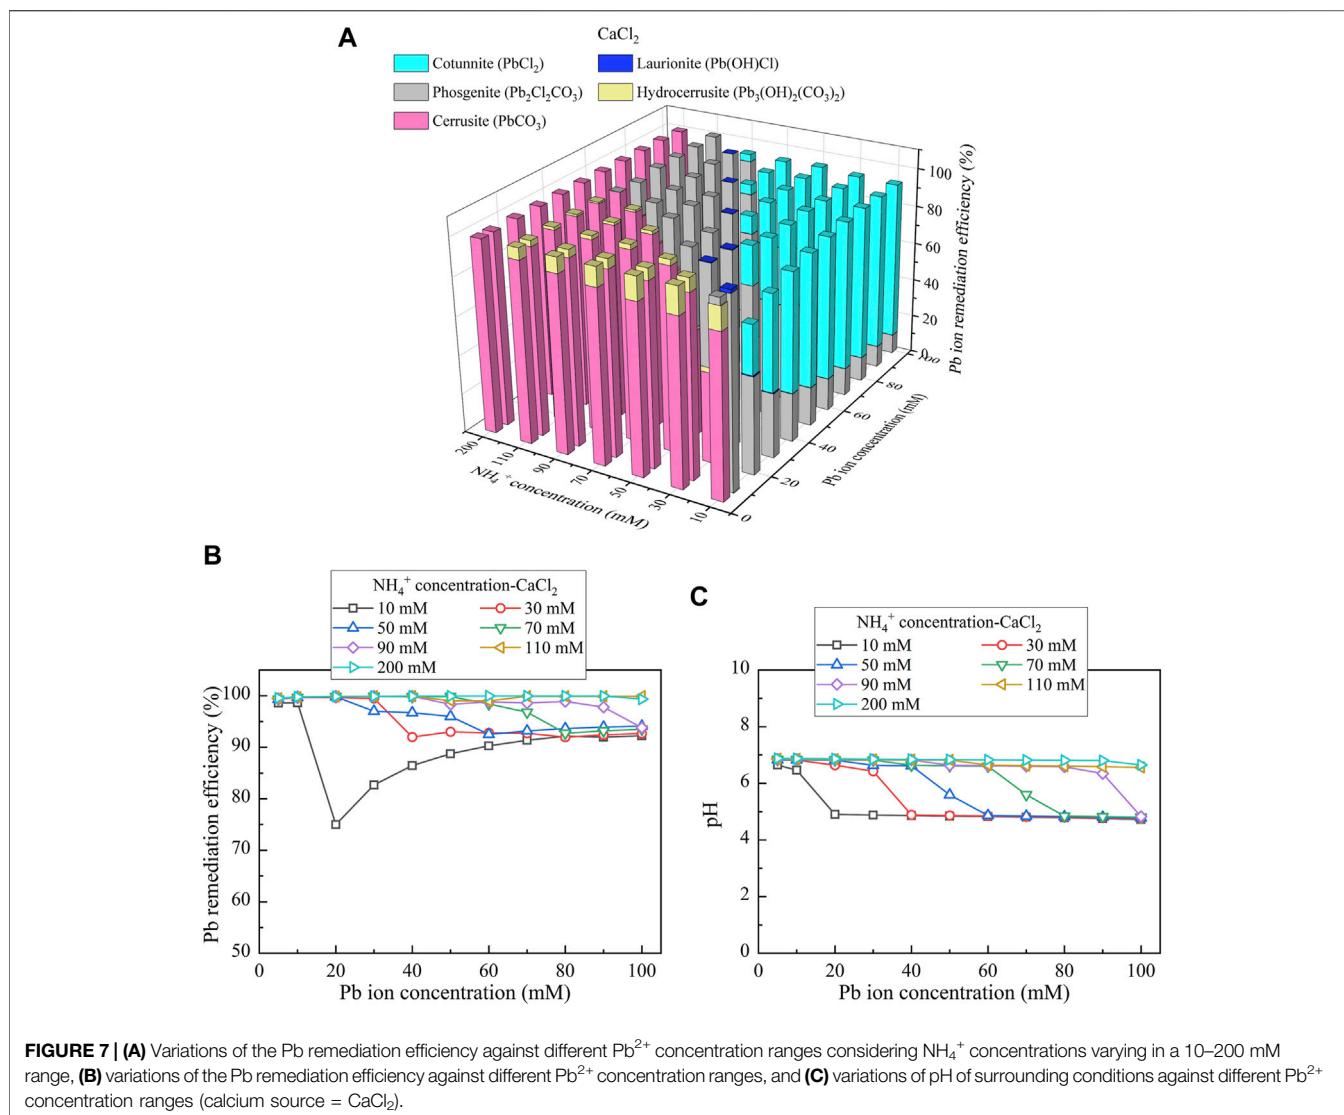 A
CaCl2
Cotunnite (PbCl2)
Laurionite (Pb(OH)Cl)
Phosgenite (Pb2Cl2CO3)
Hydrocerrusite (Pb3(OH)2(CO3)2)
Cerrusite (PbCO3)
100
80
60
40
20
0
Pb ion remediation efficiency (%)
100
80
60
40
20
0
Pb ion concentration (mM)
200
110
90
70
50
30
10
NH4+ concentration (mM)
B
NH4+ concentration-CaCl2
10 mM
30 mM
50 mM
70 mM
90 mM
110 mM
200 mM
100
90
80
70
60
50
Pb remediation efficiency (%)
0 20 40 60 80 100
Pb ion concentration (mM)
C
NH4+ concentration-CaCl2
10 mM
30 mM
50 mM
70 mM
90 mM
110 mM
200 mM
10
8
6
4
2
0
pH
0 20 40 60 80 100
Pb ion concentration (mM)
FIGURE 7 | (A) Variations of the Pb remediation efficiency against different Pb2+ concentration ranges considering NH4+ concentrations varying in a 10–200 mM
range, (B) variations of the Pb remediation efficiency against different Pb2+ concentration ranges, and (C) variations of pH of surrounding conditions against different Pb2+
concentration ranges (calcium source = CaCl2).